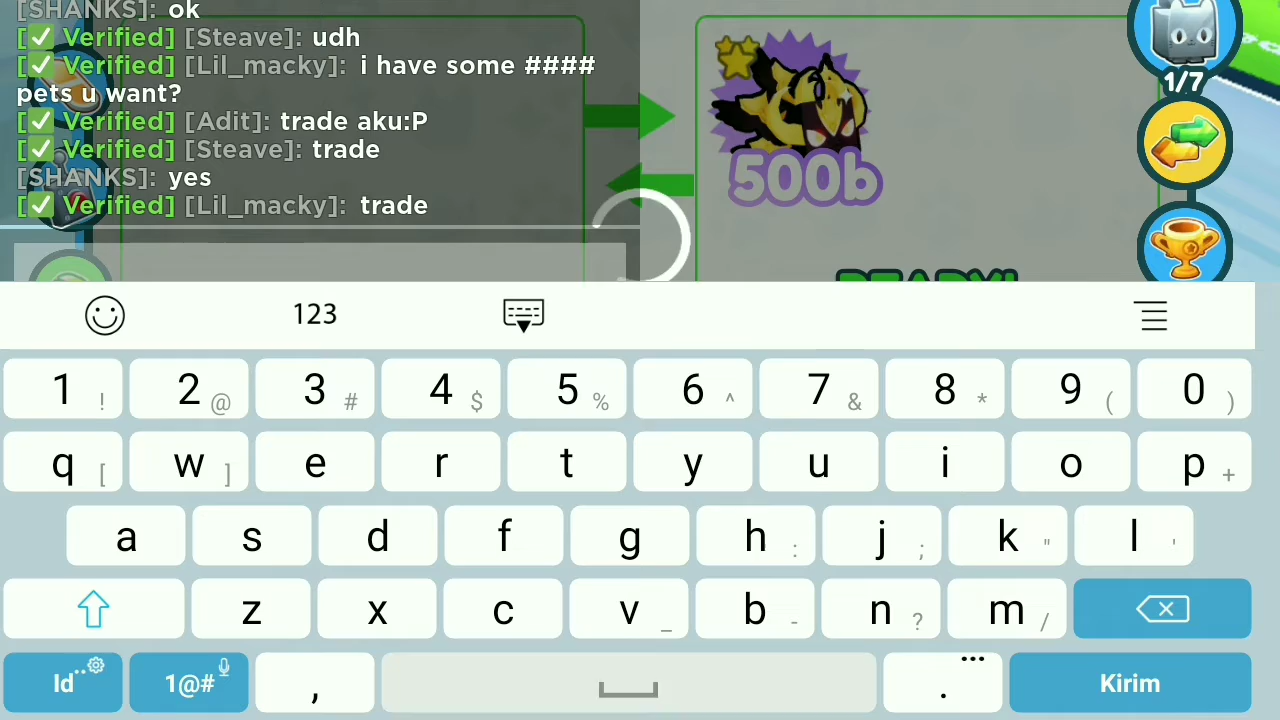 [SHANKS]: ok
[✅ Verified] [Steave]: udh
[✅ Verified] [Lil_macky]: i have some ####
pets u want?
[✅ Verified] [Adit]: trade aku:P
[✅ Verified] [Steave]: trade
[SHANKS]: yes
[✅ Verified] [Lil_macky]: trade
500b
READY!
1/7
123
1 ! 2 @ 3 # 4 $ 5 % 6 ^ 7 & 8 * 9 ( 0 )
q [ w ] e r t y u i o p +
a s d f g h : j ; k " l '
z x c v _ b - n ? m /
Id 1@# , . ... Kirim